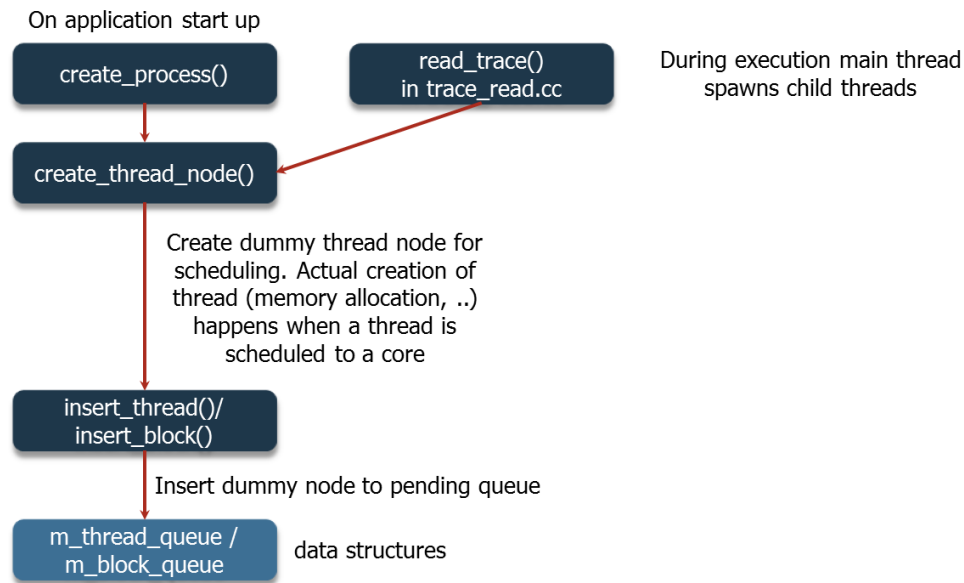 On application start up
create_process()
read_trace()
in trace_read.cc
During execution main thread
spawns child threads
create_thread_node()
Create dummy thread node for
scheduling. Actual creation of
thread (memory allocation, ..)
happens when a thread is
scheduled to a core
insert_thread()/
insert_block()
Insert dummy node to pending queue
m_thread_queue /
m_block_queue
data structures